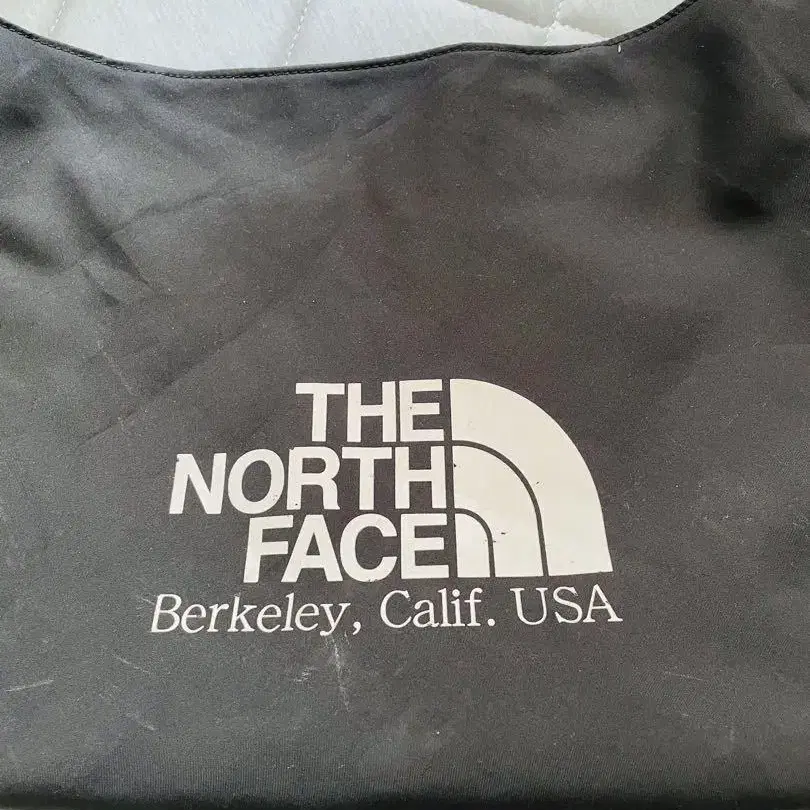 THE
NORTH
FACE
Berkeley, Calif. USA